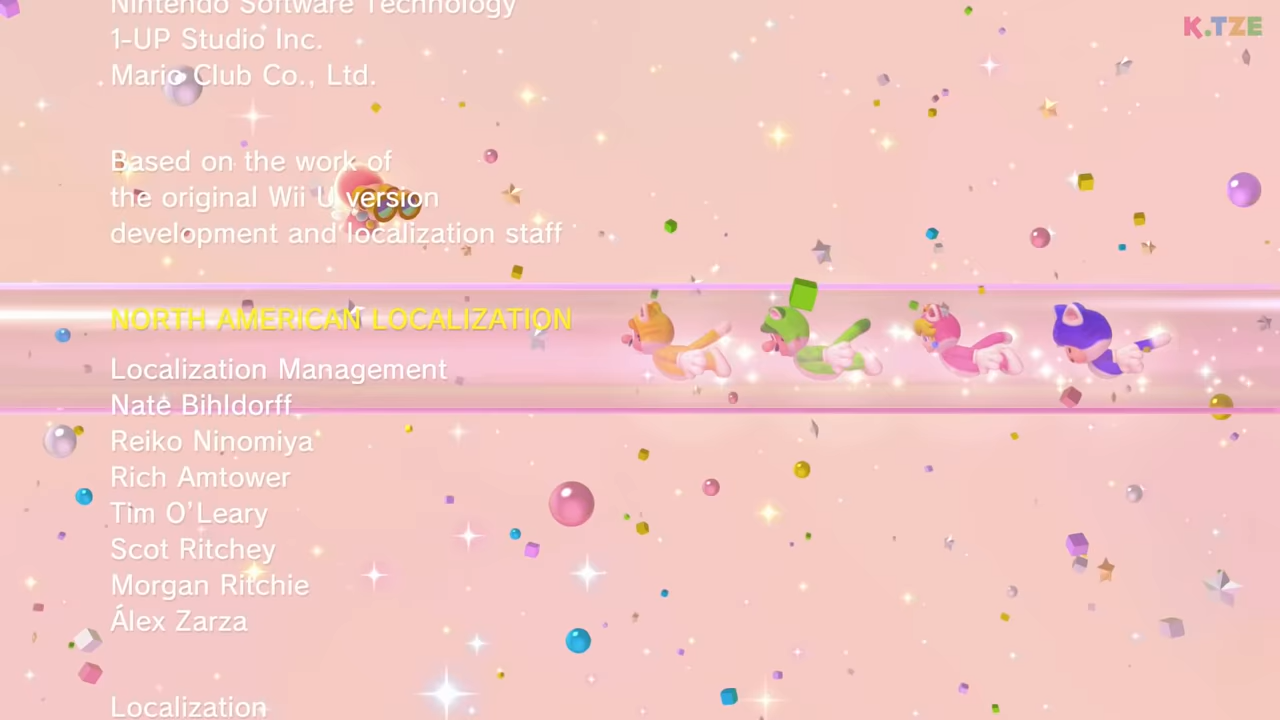 Nintendo Software Technology
K.TZE
1-UP Studio Inc.
Mario Club Co., Ltd.
Based on the work of
the original Wii U version
development and localization staff
NORTH AMERICAN LOCALIZATION
Localization Management
Nate Bihldorff
Reiko Ninomiya
Rich Amtower
Tim O'Leary
Scot Ritchey
Morgan Ritchie
Álex Zarza
Localization